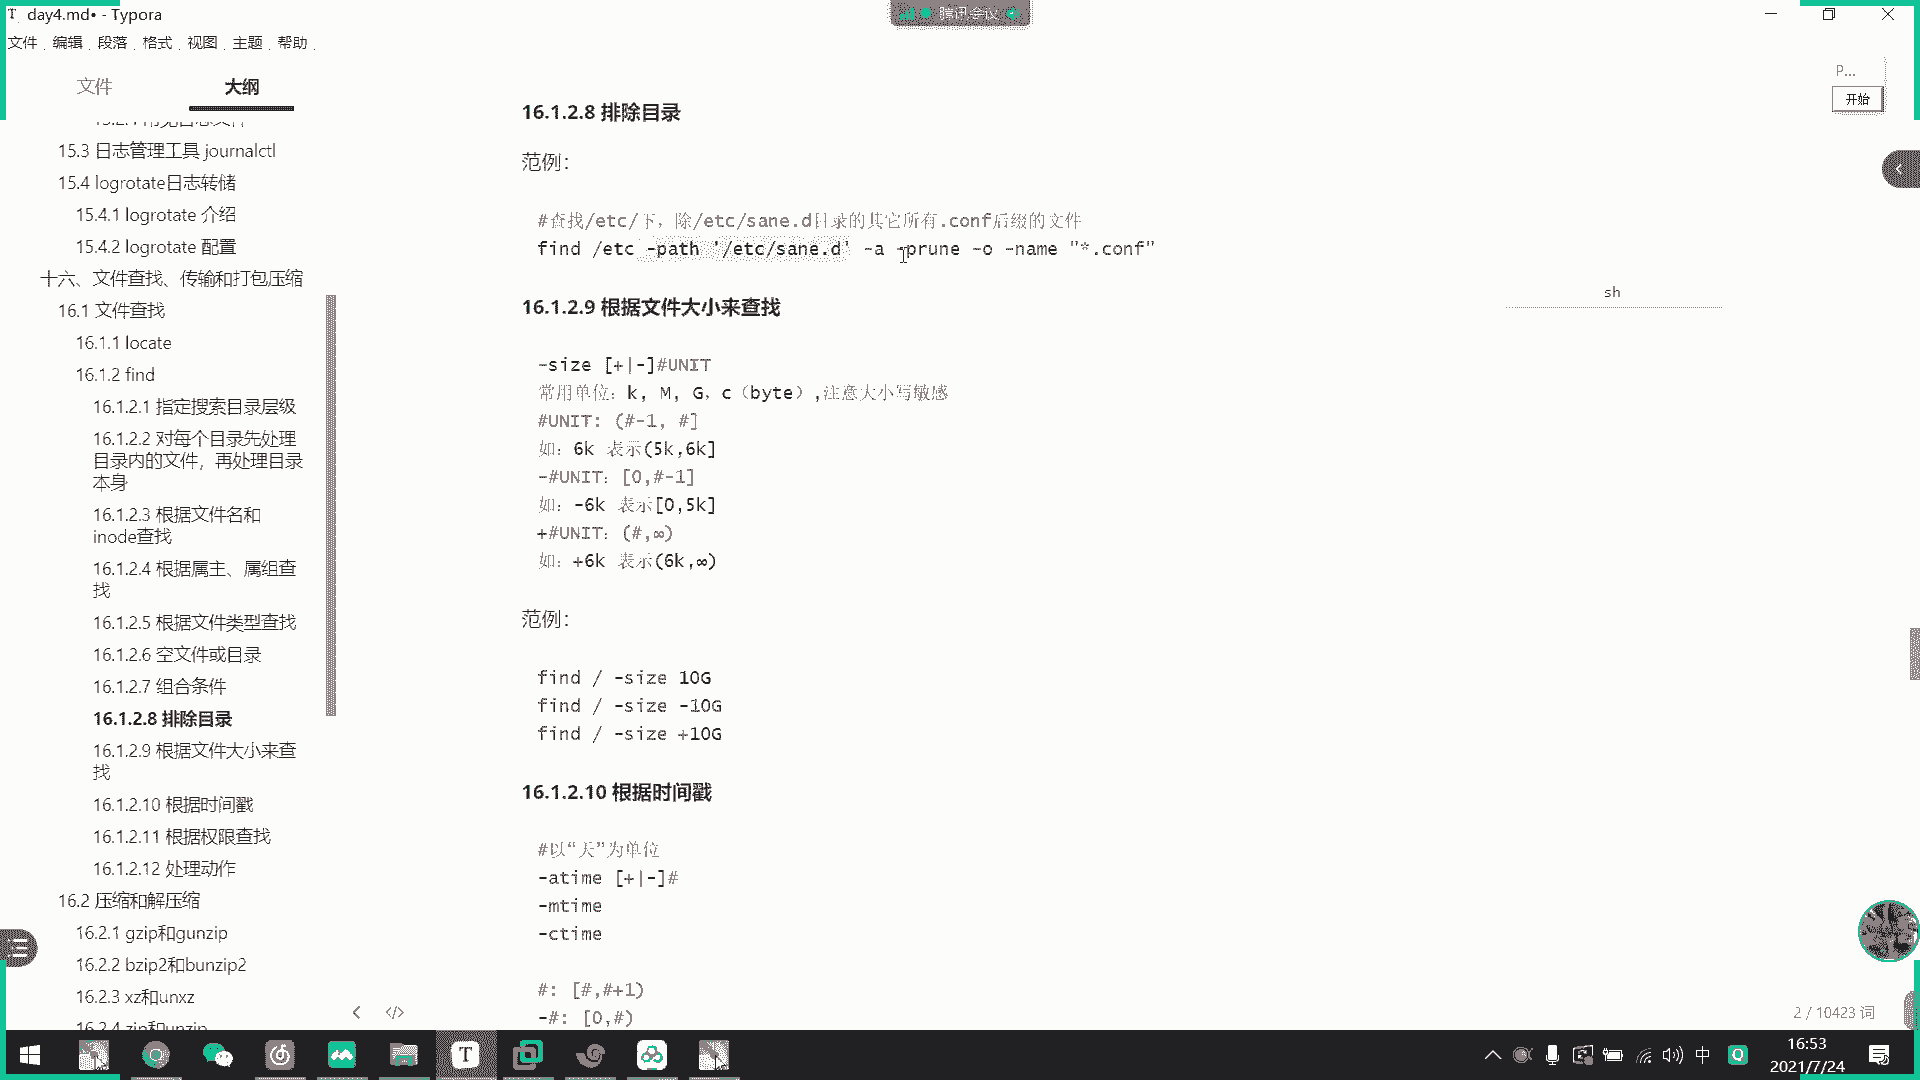 day4.md• - Typora
腾讯会议
文件 编辑 段落 格式 视图 主题 帮助
文件
大纲
15.3 日志管理工具 journalctl
15.4 logrotate日志转储
15.4.1 logrotate 介绍
15.4.2 logrotate 配置
十六、文件查找、传输和打包压缩
16.1 文件查找
16.1.1 locate
16.1.2 find
16.1.2.1 指定搜索目录层级
16.1.2.2 对每个目录先处理
目录内的文件，再处理目录
本身
16.1.2.3 根据文件名和
inode查找
16.1.2.4 根据属主、属组查
找
16.1.2.5 根据文件类型查找
16.1.2.6 空文件或目录
16.1.2.7 组合条件
16.1.2.8 排除目录
16.1.2.9 根据文件大小来查
找
16.1.2.10 根据时间戳
16.1.2.11 根据权限查找
16.1.2.12 处理动作
16.2 压缩和解压缩
16.2.1 gzip和gunzip
16.2.2 bzip2和bunzip2
16.2.3 xz和unxz
16.2.4 zip和unzip
16.1.2.8 排除目录
范例：
#查找/etc/下，除/etc/sane.d目录的其它所有.conf后缀的文件
find /etc -path '/etc/sane.d' -a -prune -o -name "*.conf"
16.1.2.9 根据文件大小来查找
-size [+|-]#UNIT
常用单位：k, M, G，c（byte）,注意大小写敏感
#UNIT: (#-1, #]
如：6k 表示(5k,6k]
-#UNIT：[0,#-1]
如：-6k 表示[0,5k]
+#UNIT：(#,∞)
如：+6k 表示(6k,∞)
范例：
find / -size 10G
find / -size -10G
find / -size +10G
16.1.2.10 根据时间戳
#以“天”为单位
-atime [+|-]#
-mtime
-ctime
#: [#,#+1)
-#: [0,#)
P...
开始
sh
2 / 10423 词
中
16:53
2021/7/24